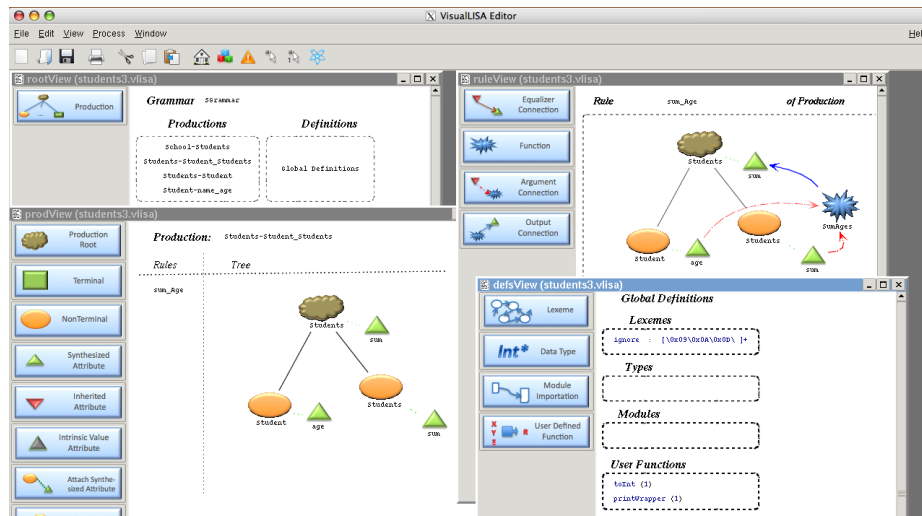 VisualLISA Editor
File Edit View Process Window
rootView (students3.vlisa)
Production
Grammar SGrammar
Productions Definitions
School-Students
Students-Student_Students
Students-Student
Student-name_age
Global Definitions
prodView (students3.vlisa)
Production
Root
Terminal
NonTerminal
Synthesized
Attribute
Inherited
Attribute
Intrinsic Value
Attribute
Attach Synthe-
sized Attribute
Production: Students-Student_Students
Rules Tree
sum_Age
Students
sum
Student
age
Students
sum
ruleView (students3.vlisa)
Equalizer
Connection
Function
Argument
Connection
Output
Connection
Rule sum_Age of Production
Students
sum
SumAges
Student
age
Students
sum
defsView (students3.vlisa)
Lexeme
Int* Data Type
Module
Importation
X
Y R
Z
User Defined
Function
Global Definitions
Lexemes
ignore : [\0x09\0x0A\0x0D\ ]+
Types
Modules
User Functions
toInt (1)
printWrapper (1)